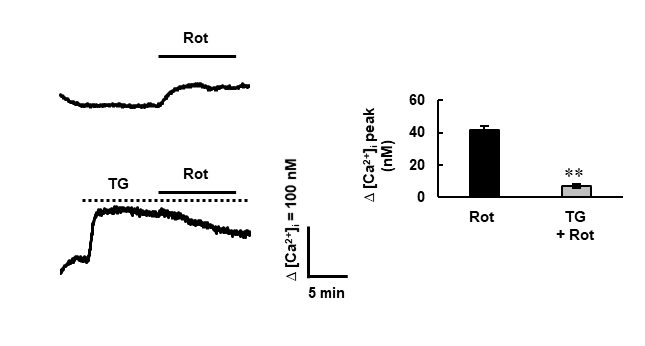 Rot
TG
Rot
Δ [Ca²⁺]ᵢ = 100 nM
5 min
Δ [Ca²⁺]ᵢ peak
(nM)
60
40
20
0
**
Rot
TG
+ Rot